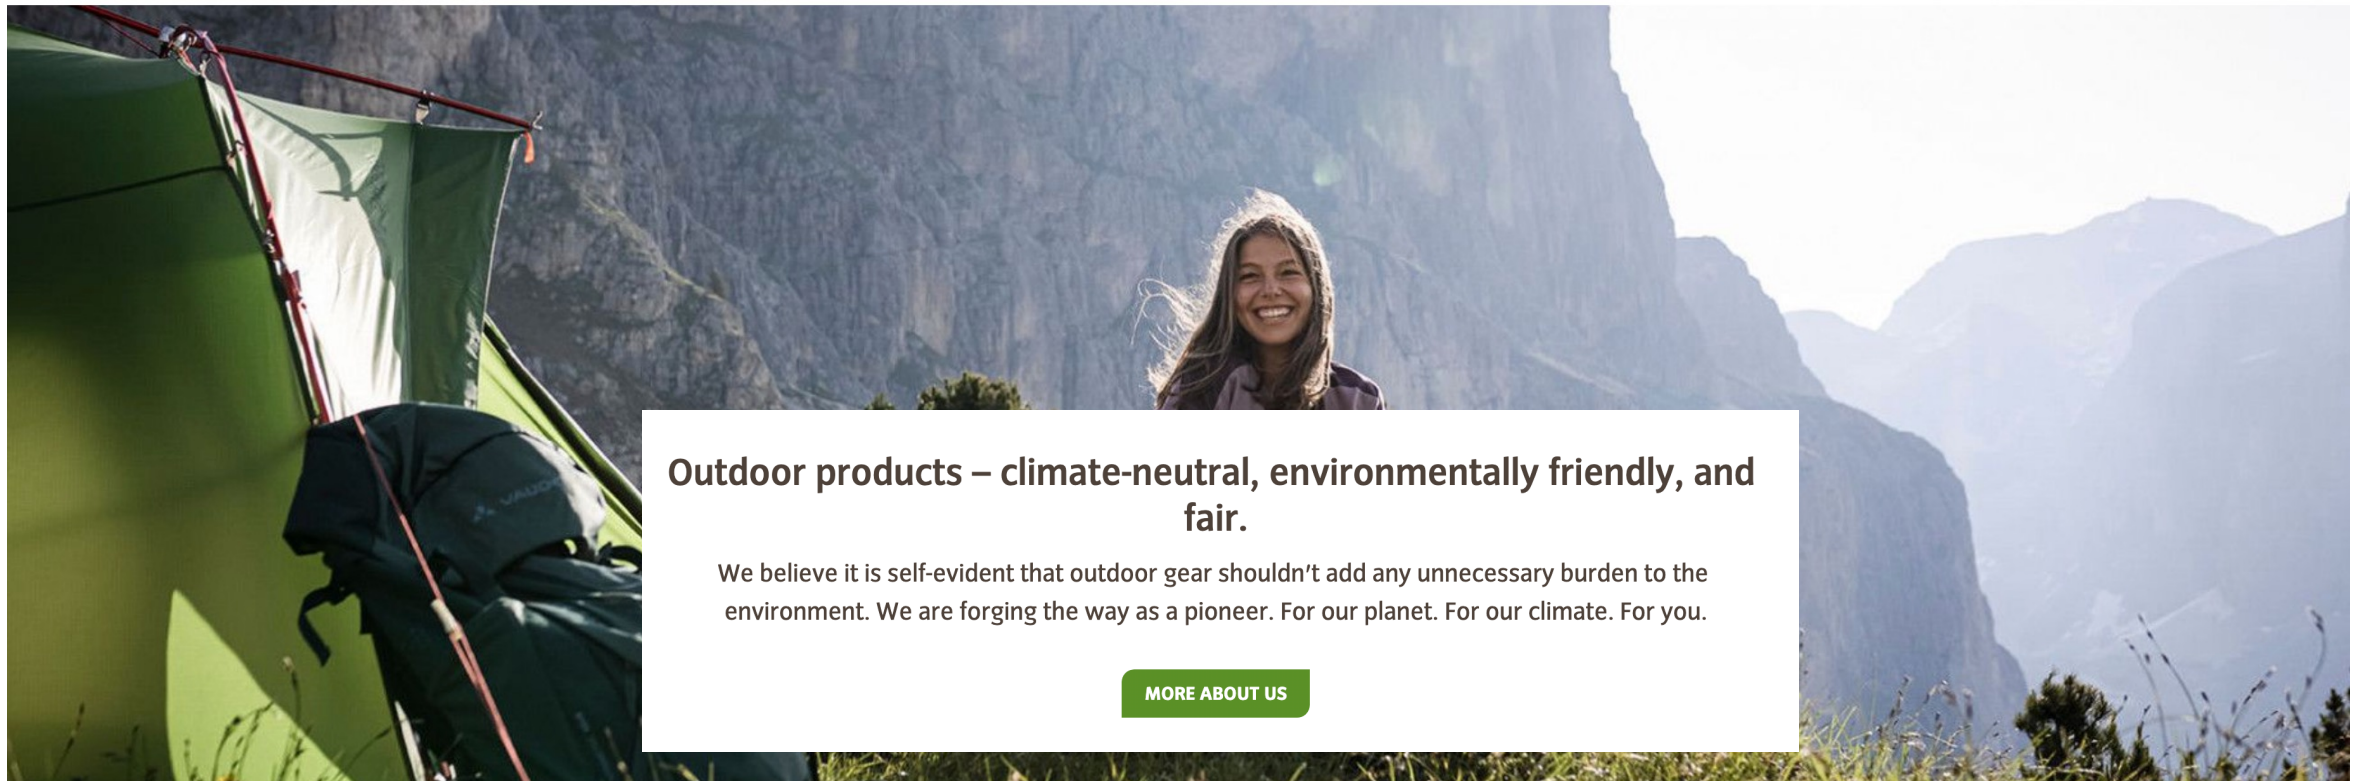 VAUDE
Outdoor products – climate-neutral, environmentally friendly, and
fair.
We believe it is self-evident that outdoor gear shouldn't add any unnecessary burden to the
environment. We are forging the way as a pioneer. For our planet. For our climate. For you.
MORE ABOUT US